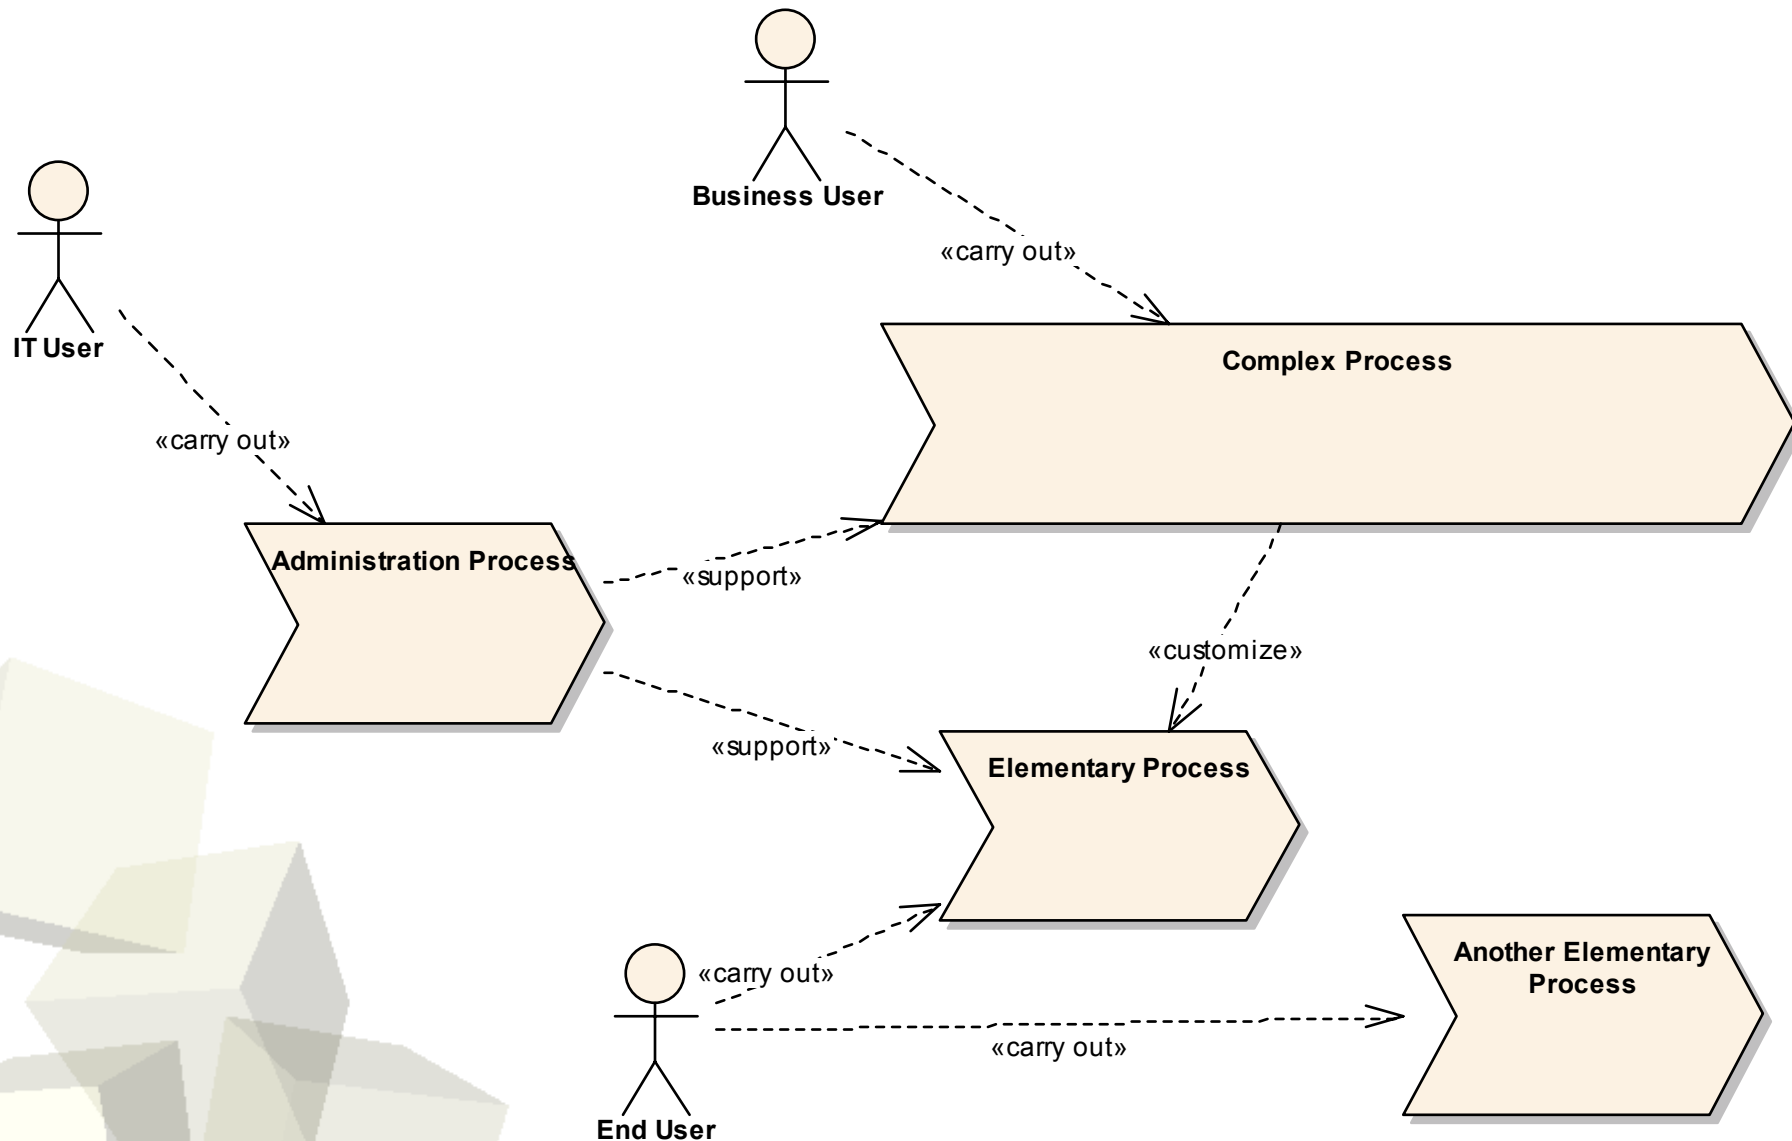 Business User
IT User
«carry out»
Complex Process
«carry out»
Administration Process
«support»
«customize»
«support»
Elementary Process
«carry out»
Another Elementary
Process
«carry out»
End User